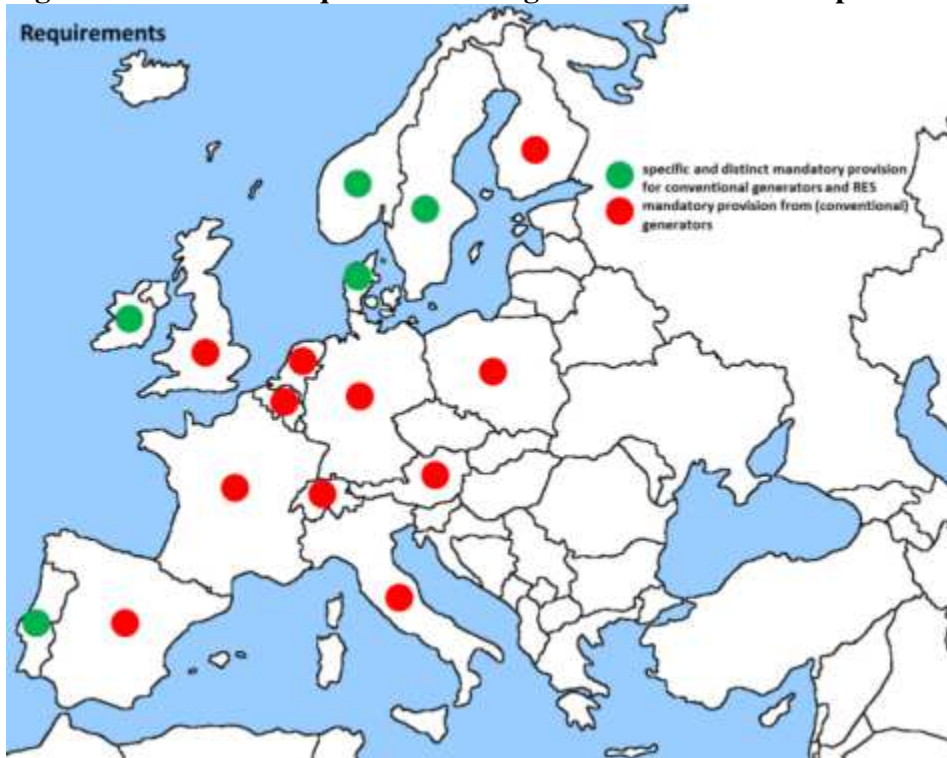 Requirements
specific and distinct mandatory provision
for conventional generators and RES
mandatory provision from (conventional)
generators